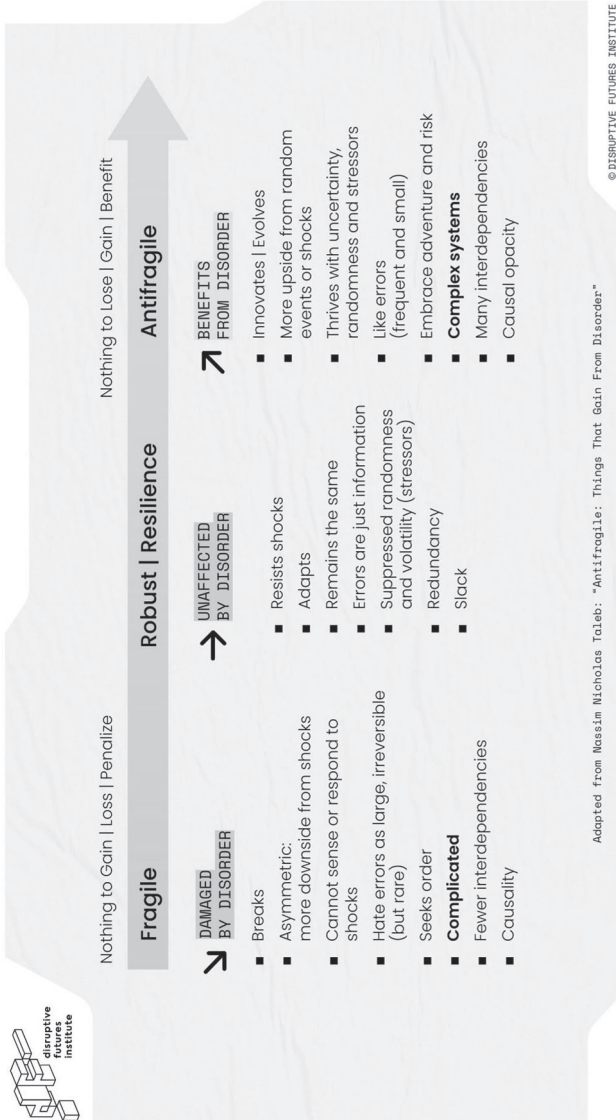 disruptive
futures
institute
Nothing to Gain | Loss | Penalize
Nothing to Lose | Gain | Benefit
Fragile
Robust | Resilience
Antifragile
DAMAGED
BY DISORDER
Breaks
Asymmetric:
more downside from shocks
Cannot sense or respond to
shocks
Hate errors as large, irreversible
(but rare)
Seeks order
Complicated
Fewer interdependencies
Causality
UNAFFECTED
BY DISORDER
Resists shocks
Adapts
Remains the same
Errors are just information
Suppressed randomness
and volatility (stressors)
Redundancy
Slack
BENEFITS
FROM DISORDER
Innovates | Evolves
More upside from random
events or shocks
Thrives with uncertainty,
randomness and stressors
Like errors
(frequent and small)
Embrace adventure and risk
Complex systems
Many interdependencies
Causal opacity
Adapted from Nassim Nicholas Taleb: "Antifragile: Things That Gain From Disorder"
© DISRUPTIVE FUTURES INSTITUTE